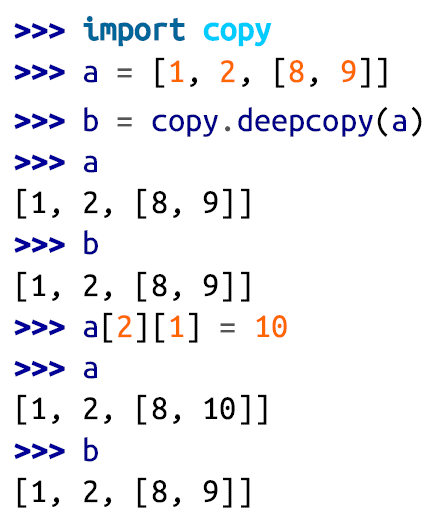 >>> import copy
>>> a = [1, 2, [8, 9]]
>>> b = copy.deepcopy(a)
>>> a
[1, 2, [8, 9]]
>>> b
[1, 2, [8, 9]]
>>> a[2][1] = 10
>>> a
[1, 2, [8, 10]]
>>> b
[1, 2, [8, 9]]